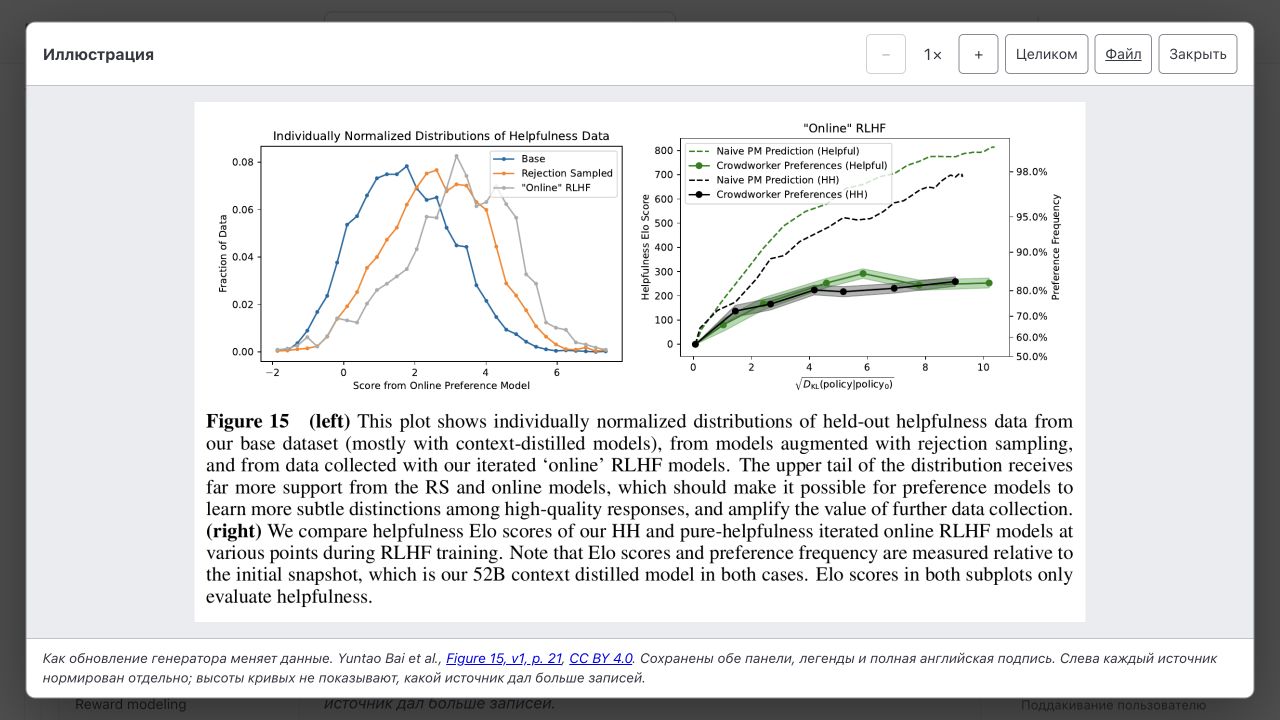 Иллюстрация
−
1×
+
Целиком
Файл
Закрыть
Individually Normalized Distributions of Helpfulness Data
Base
Rejection Sampled
"Online" RLHF
0.08
0.06
0.04
0.02
0.00
Fraction of Data
−2
0
2
4
6
Score from Online Preference Model
"Online" RLHF
Naive PM Prediction (Helpful)
Crowdworker Preferences (Helpful)
Naive PM Prediction (HH)
Crowdworker Preferences (HH)
800
700
600
500
400
300
200
100
0
Helpfulness Elo Score
98.0%
95.0%
90.0%
80.0%
70.0%
60.0%
50.0%
Preference Frequency
0
2
4
6
8
10
√D_KL(policy|policy₀)
Figure 15 (left) This plot shows individually normalized distributions of held-out helpfulness data from
our base dataset (mostly with context-distilled models), from models augmented with rejection sampling,
and from data collected with our iterated ‘online’ RLHF models. The upper tail of the distribution receives
far more support from the RS and online models, which should make it possible for preference models to
learn more subtle distinctions among high-quality responses, and amplify the value of further data collection.
(right) We compare helpfulness Elo scores of our HH and pure-helpfulness iterated online RLHF models at
various points during RLHF training. Note that Elo scores and preference frequency are measured relative to
the initial snapshot, which is our 52B context distilled model in both cases. Elo scores in both subplots only
evaluate helpfulness.
Как обновление генератора меняет данные. Yuntao Bai et al., Figure 15, v1, p. 21, CC BY 4.0. Сохранены обе панели, легенды и полная английская подпись. Слева каждый источник
нормирован отдельно; высоты кривых не показывают, какой источник дал больше записей.
Reward modeling
источник дал больше записей.
Поддакивание пользователю